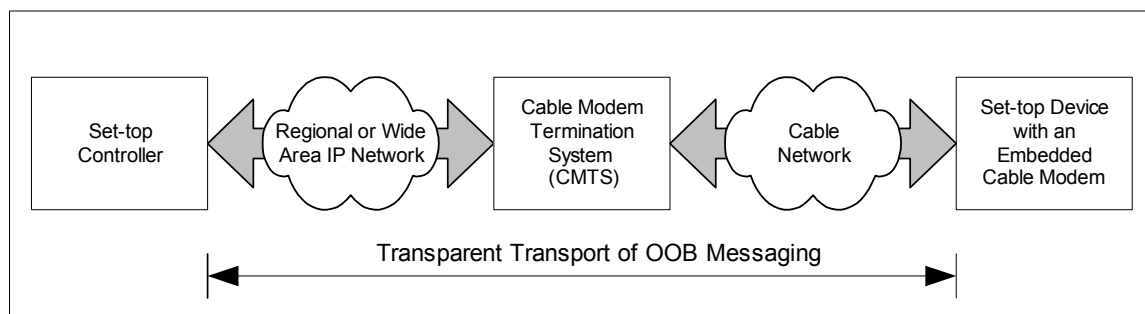 Set-top
Controller
Regional or Wide
Area IP Network
Cable Modem
Termination
System
(CMTS)
Cable
Network
Set-top Device
with an
Embedded
Cable Modem
Transparent Transport of OOB Messaging